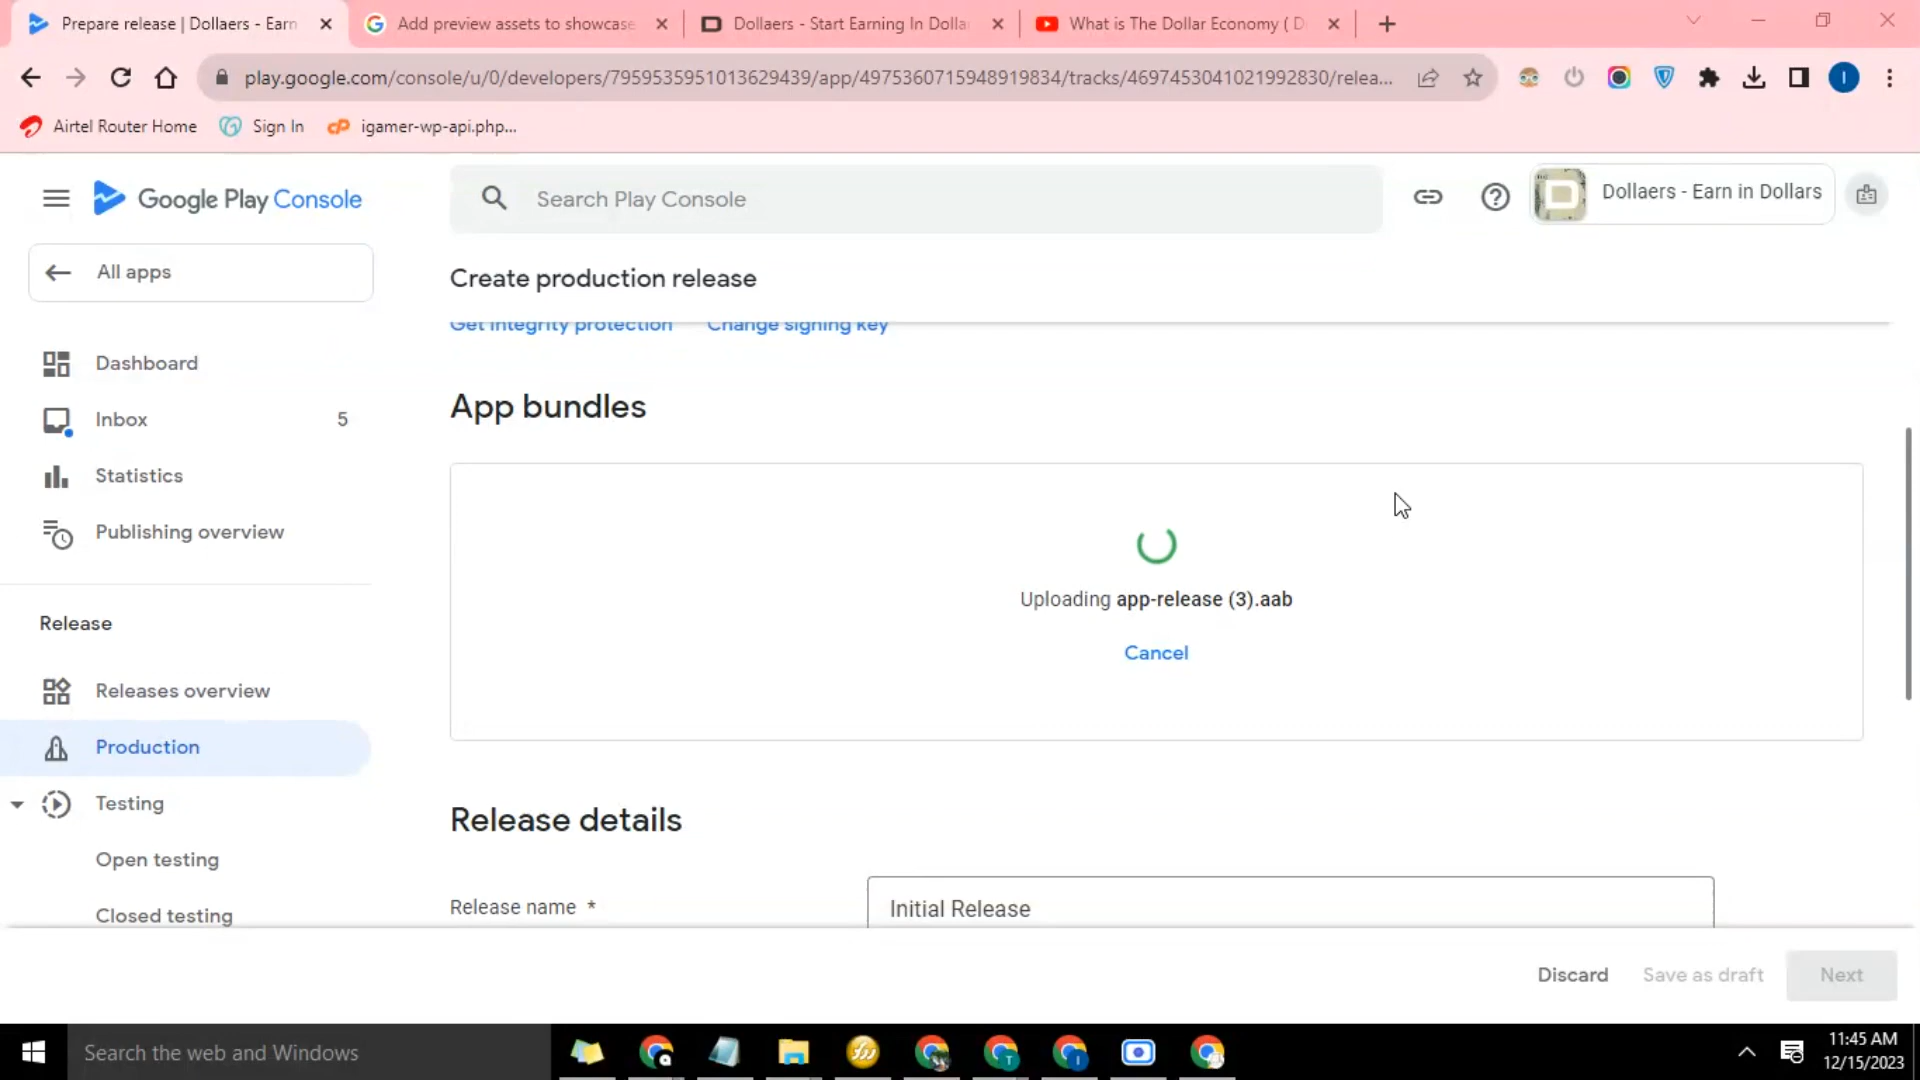 Prepare release | Dollaers - Earn
Add preview assets to showcase
Dollaers - Start Earning In Dolla
What is The Dollar Economy ( D
play.google.com/console/u/0/developers/7959535951013629439/app/4975360715948919834/tracks/4697453041021992830/relea...
I
Airtel Router Home
Sign In
igamer-wp-api.php...
Google Play Console
Search Play Console
Dollaers - Earn in Dollars
All apps
Create production release
Get integrity protection
Change signing key
Dashboard
App bundles
Inbox
5
Statistics
Publishing overview
Uploading app-release (3).aab
Release
Cancel
Releases overview
Production
Testing
Release details
Open testing
Closed testing
Release name *
Initial Release
Discard
Save as draft
Next
Search the web and Windows
11:45 AM
12/15/2023